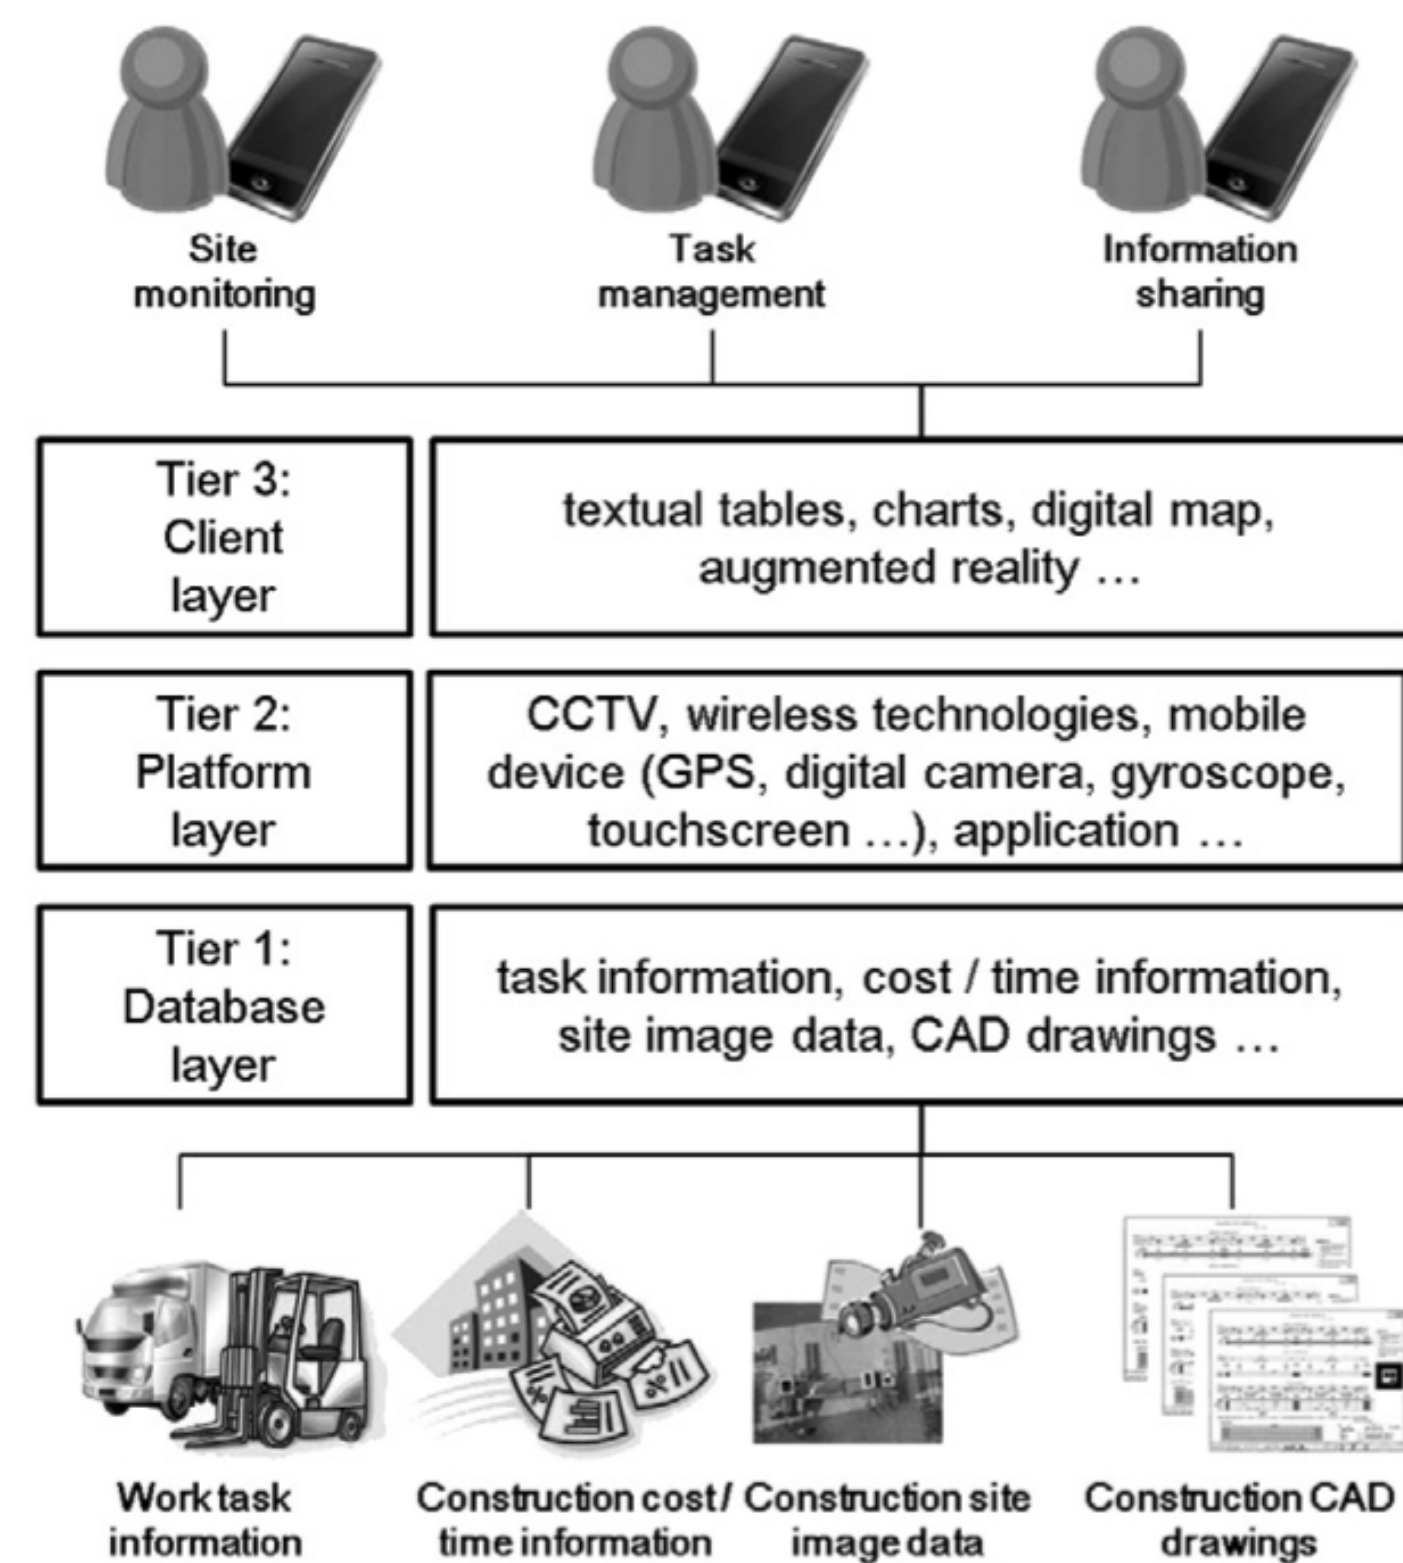 Site
monitoring
Task
management
Information
sharing
Tier 3:
Client
layer
textual tables, charts, digital map,
augmented reality ...
Tier 2:
Platform
layer
CCTV, wireless technologies, mobile
device (GPS, digital camera, gyroscope,
touchscreen ...), application ...
Tier 1:
Database
layer
task information, cost / time information,
site image data, CAD drawings ...
Work task
information
Construction cost /
time information
Construction site
image data
Construction CAD
drawings